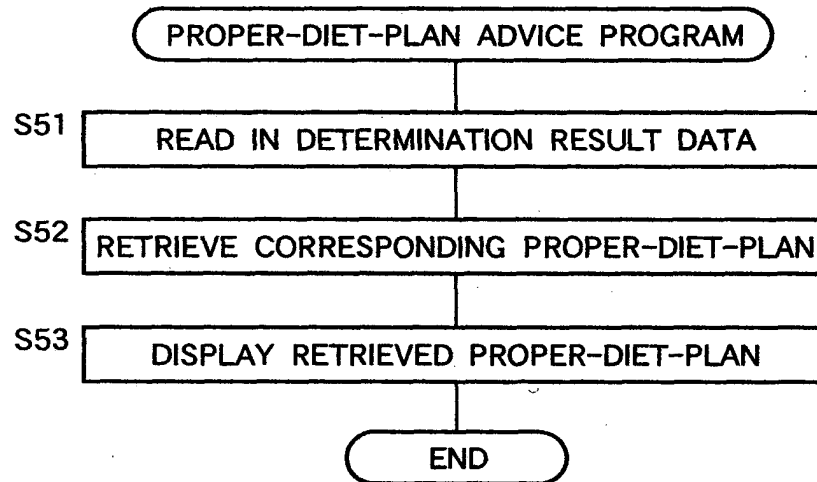 PROPER-DIET-PLAN ADVICE PROGRAM
S51 READ IN DETERMINATION RESULT DATA
S52 RETRIEVE CORRESPONDING PROPER-DIET-PLAN
S53 DISPLAY RETRIEVED PROPER-DIET-PLAN
END